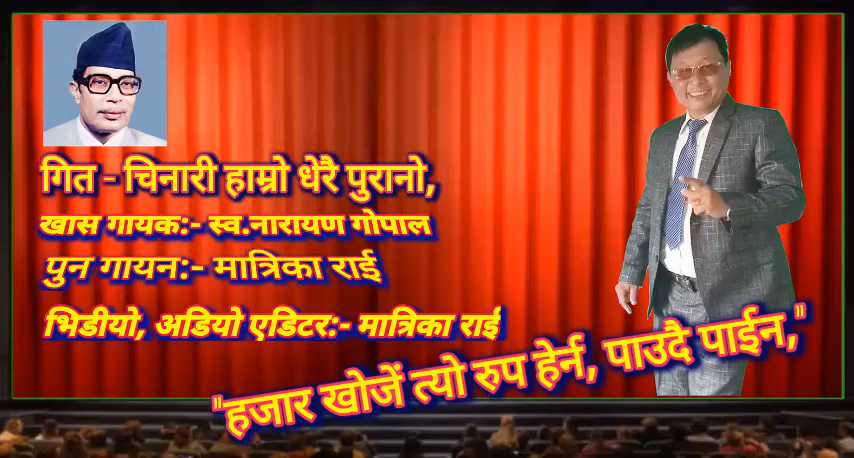 गित - चिनारी हाम्रो धेरै पुरानो,
खास गायक:- स्व.नारायण गोपाल
पुन गायन:- मात्रिका राई
भिडीयो, अडियो एडिटर:- मात्रिका राई
"हजार खोजें त्यो रुप हेर्न, पाउदै पाईन,"